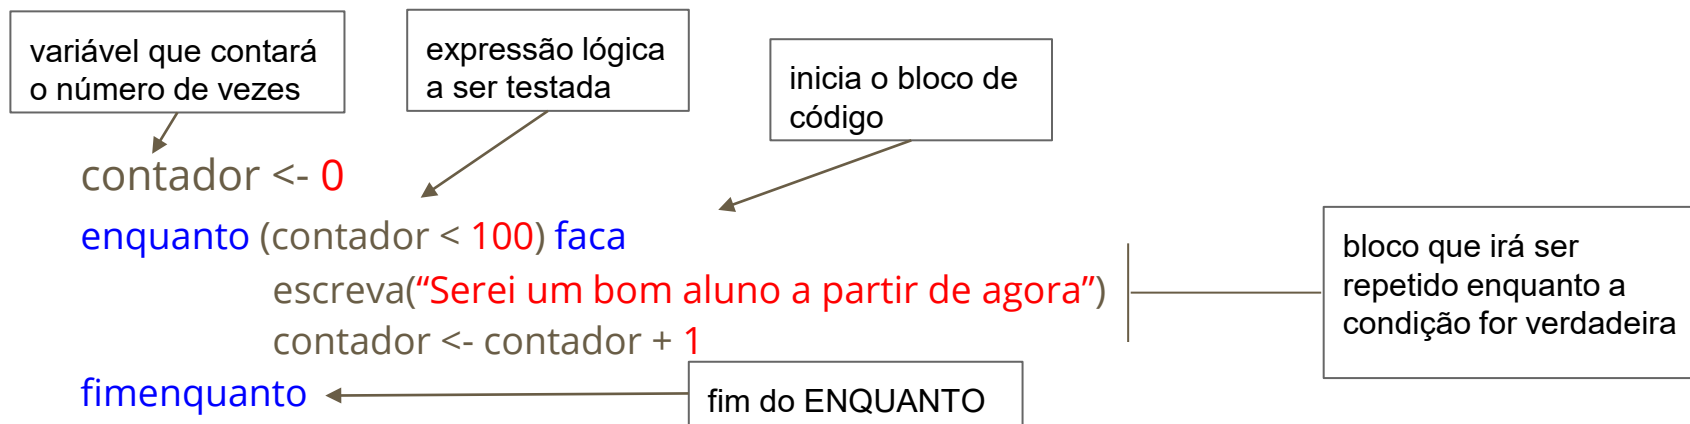 variável que contará
o número de vezes
expressão lógica
a ser testada
inicia o bloco de
código
contador <- 0
enquanto (contador < 100) faca
escreva(“Serei um bom aluno a partir de agora”)
contador <- contador + 1
fimenquanto
bloco que irá ser
repetido enquanto a
condição for verdadeira
fim do ENQUANTO